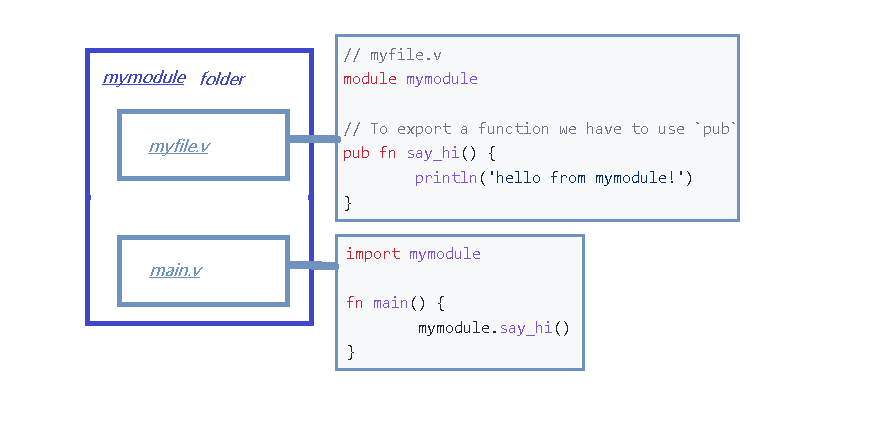 mymodule folder
myfile.v
main.v
// myfile.v
module mymodule
// To export a function we have to use `pub`
pub fn say_hi() {
println('hello from mymodule!')
}
import mymodule
fn main() {
mymodule.say_hi()
}